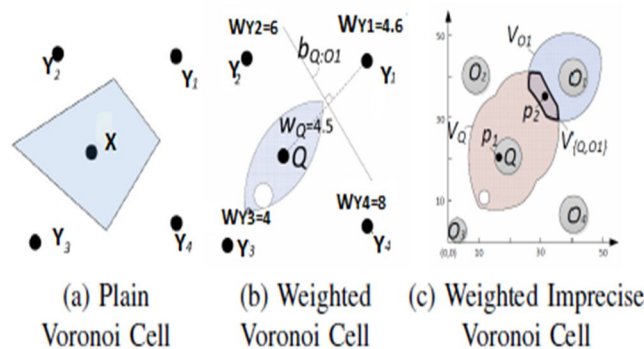 WY2=6
WY1=4.6
bQ;O1
Y2
Y1
X
Y3
Y4
Y2
Y1
WQ=4.5
Q
WY3=4
WY4=8
Y3
Y4
VO1
O2
O1
50
40
30
10
p2
VQ
p1
V{Q,O1}
Q
O4
O3
(0,0)
10
30
50
(a) Plain
Voronoi Cell
(b) Weighted
Voronoi Cell
(c) Weighted Imprecise
Voronoi Cell